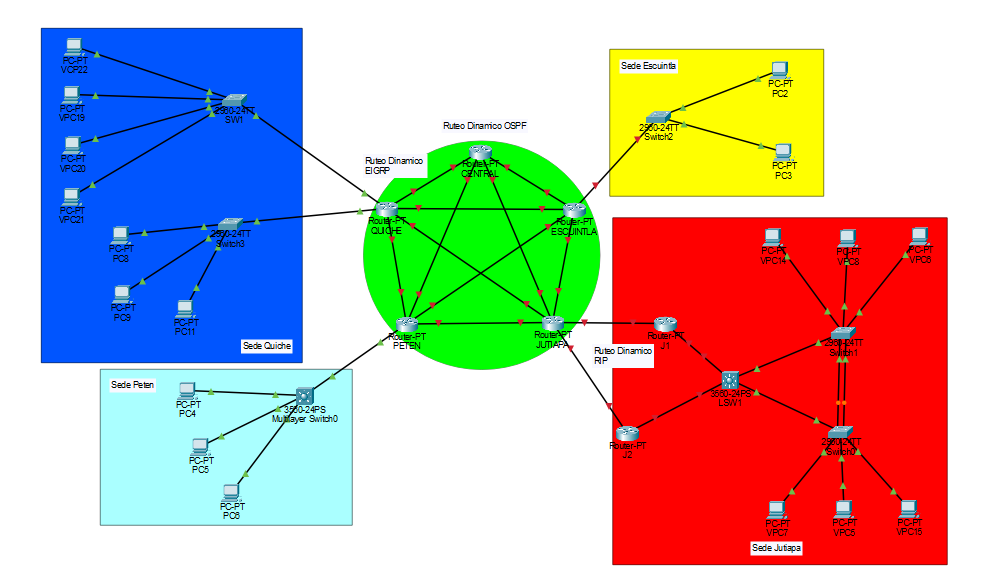 PC-PT
VCP22
PC-PT
VPC19
PC-PT
VPC20
PC-PT
VPC21
2960-24TT
SW1
PC-PT
PC8
2960-24TT
Switch3
PC-PT
PC9
PC-PT
PC11
Sede Quiche
Ruteo Dinamico OSPF
Ruteo Dinamico
EIGRP
Router-PT
CENTRAL
Router-PT
QUICHE
Router-PT
ESCUINTLA
Router-PT
PETEN
Router-PT
JUTIAPA
Sede Escuintla
2950-24TT
Switch2
PC-PT
PC2
PC-PT
PC3
Sede Peten
PC-PT
PC4
3560-24PS
Multilayer Switch0
PC-PT
PC5
PC-PT
PC6
Ruteo Dinamico
RIP
Router-PT
J1
Router-PT
J2
3560-24PS
LSW1
PC-PT
VPC14
PC-PT
VPC3
PC-PT
VPC6
2960-24TT
Switch1
2960-24TT
Switch0
PC-PT
VPC7
PC-PT
VPC5
PC-PT
VPC15
Sede Jutiapa